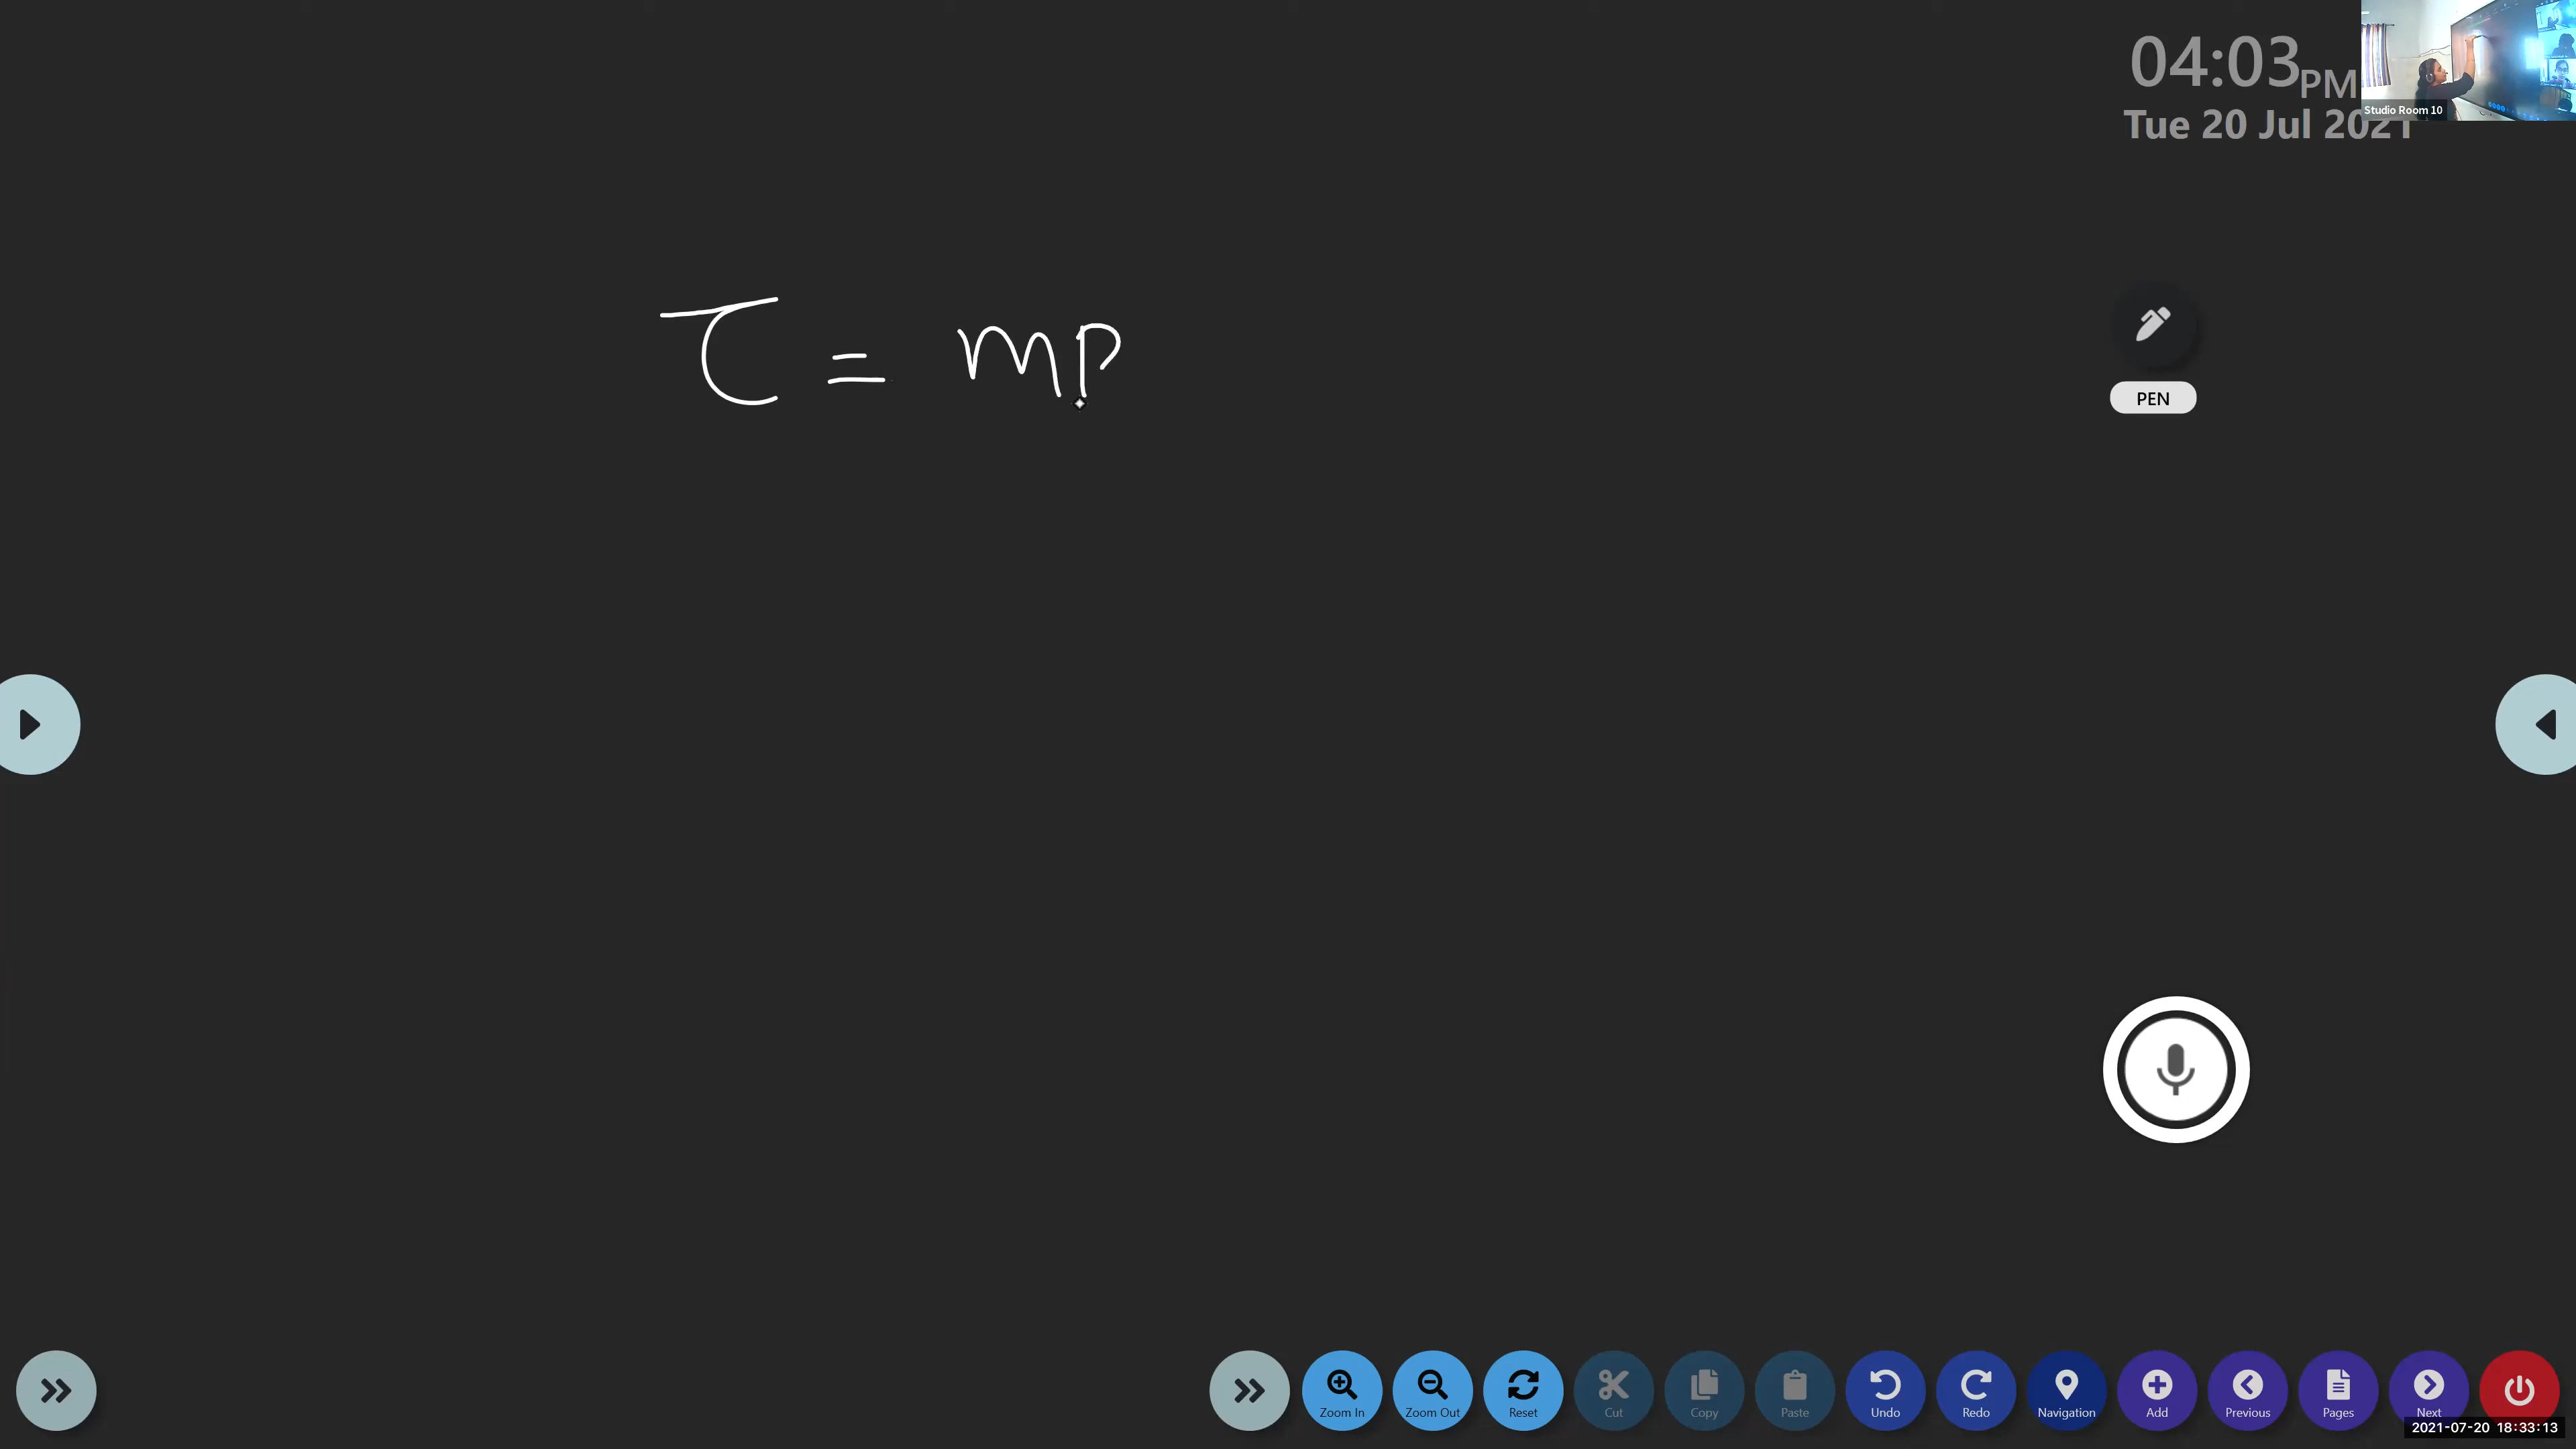 04:03PM
Studio Room 10
Tue 20 Jul 2021
τ = mp
PEN
Zoom In
Zoom Out
Reset
Cut
Copy
Paste
Undo
Redo
Navigation
Add
Previous
Pages
Next
2021-07-20 18:33:13